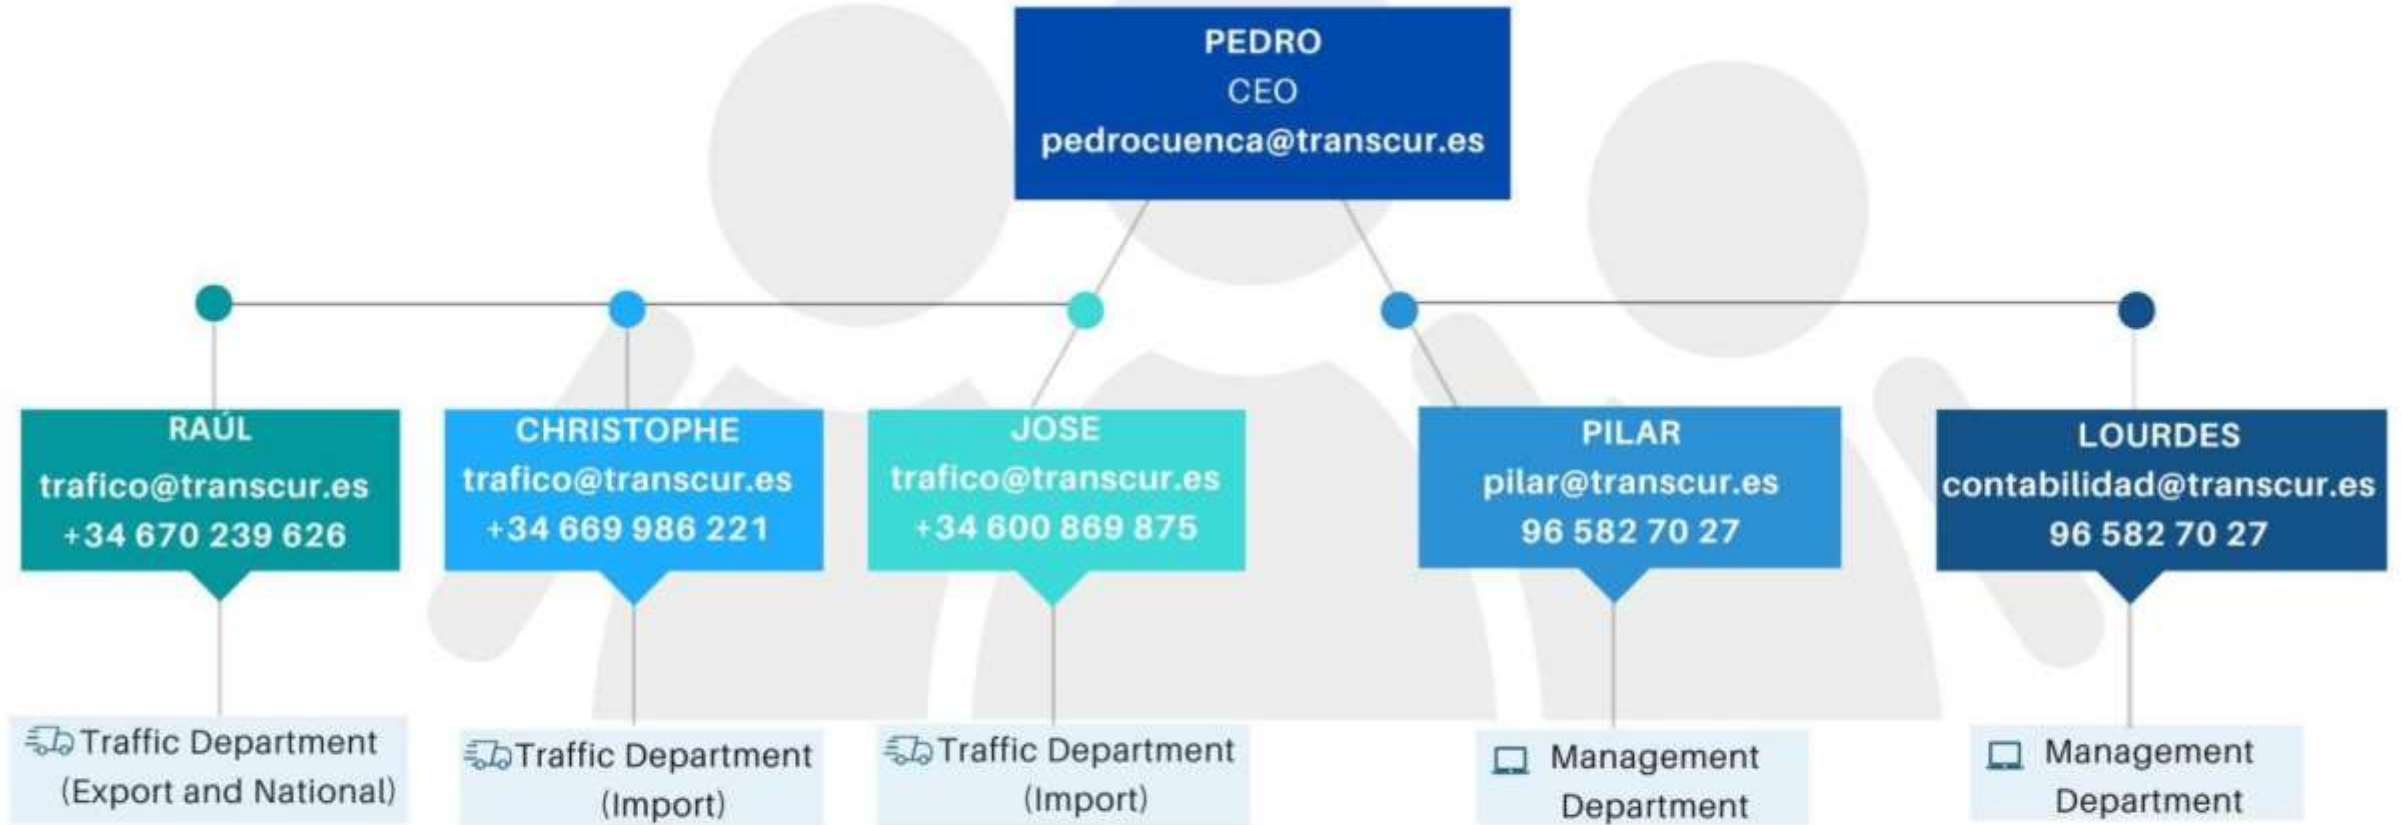 PEDRO
CEO
pedrocuenca@transcur.es
RAÚL
trafico@transcur.es
+34 670 239 626
CHRISTOPHE
trafico@transcur.es
+34 669 986 221
JOSE
trafico@transcur.es
+34 600 869 875
PILAR
pilar@transcur.es
96 582 70 27
LOURDES
contabilidad@transcur.es
96 582 70 27
Traffic Department
(Export and National)
Traffic Department
(Import)
Traffic Department
(Import)
Management
Department
Management
Department